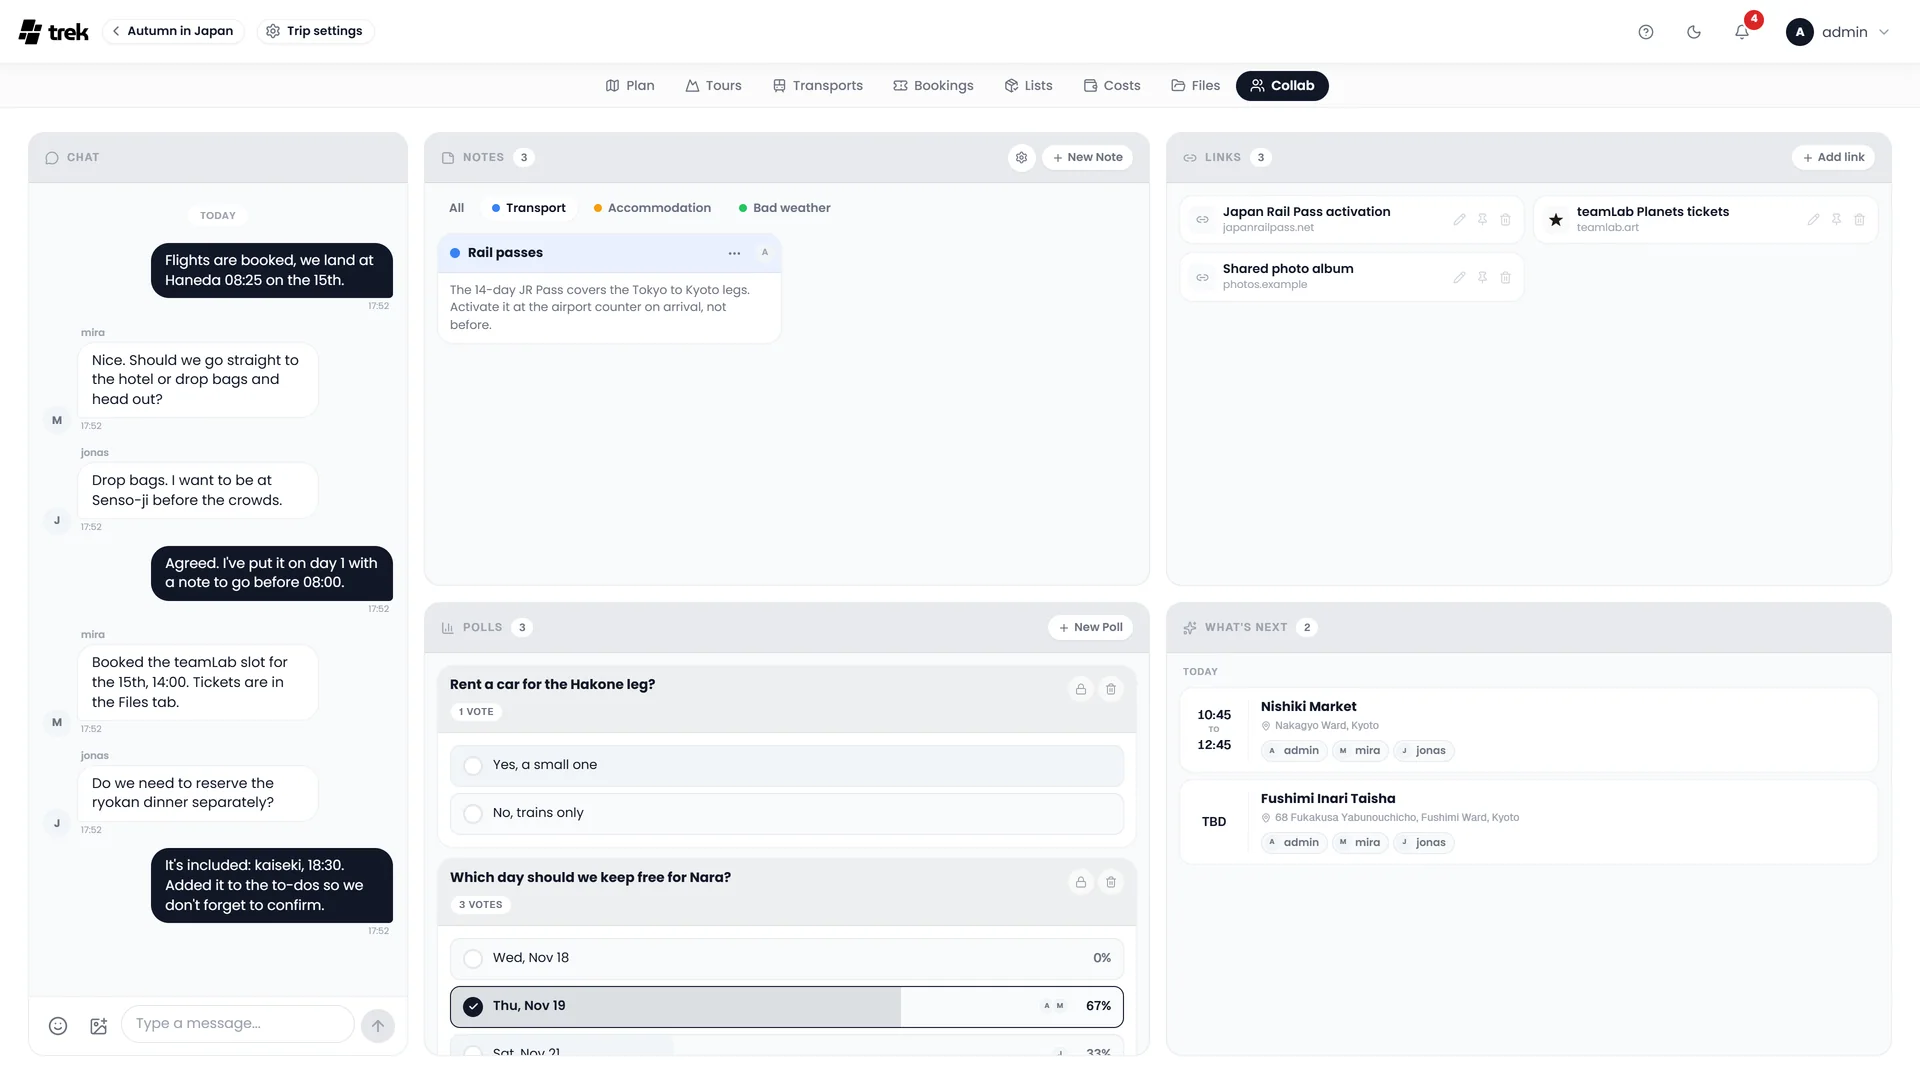 trek
Autumn in Japan
Trip settings
4
A
admin
Plan
Tours
Transports
Bookings
Lists
Costs
Files
Collab
CHAT
TODAY
Flights are booked, we land at
Haneda 08:25 on the 15th.
17:52
mira
Nice. Should we go straight to
the hotel or drop bags and
head out?
M
17:52
jonas
Drop bags. I want to be at
Senso-ji before the crowds.
J
17:52
Agreed. I've put it on day 1 with
a note to go before 08:00.
17:52
mira
Booked the teamLab slot for
the 15th, 14:00. Tickets are in
the Files tab.
M
17:52
jonas
Do we need to reserve the
ryokan dinner separately?
J
17:52
It's included: kaiseki, 18:30.
Added it to the to-dos so we
don't forget to confirm.
17:52
Type a message...
NOTES 3
+ New Note
All
Transport
Accommodation
Bad weather
Rail passes
A
The 14-day JR Pass covers the Tokyo to Kyoto legs.
Activate it at the airport counter on arrival, not
before.
LINKS 3
+ Add link
Japan Rail Pass activation
japanrailpass.net
teamLab Planets tickets
teamlab.art
Shared photo album
photos.example
POLLS 3
+ New Poll
Rent a car for the Hakone leg?
1 VOTE
Yes, a small one
No, trains only
Which day should we keep free for Nara?
3 VOTES
Wed, Nov 18
0%
Thu, Nov 19
A M
67%
Sat, Nov 21
J
33%
WHAT'S NEXT 2
TODAY
10:45
TO
12:45
Nishiki Market
Nakagyo Ward, Kyoto
A admin
M mira
J jonas
TBD
Fushimi Inari Taisha
68 Fukakusa Yabunouchicho, Fushimi Ward, Kyoto
A admin
M mira
J jonas